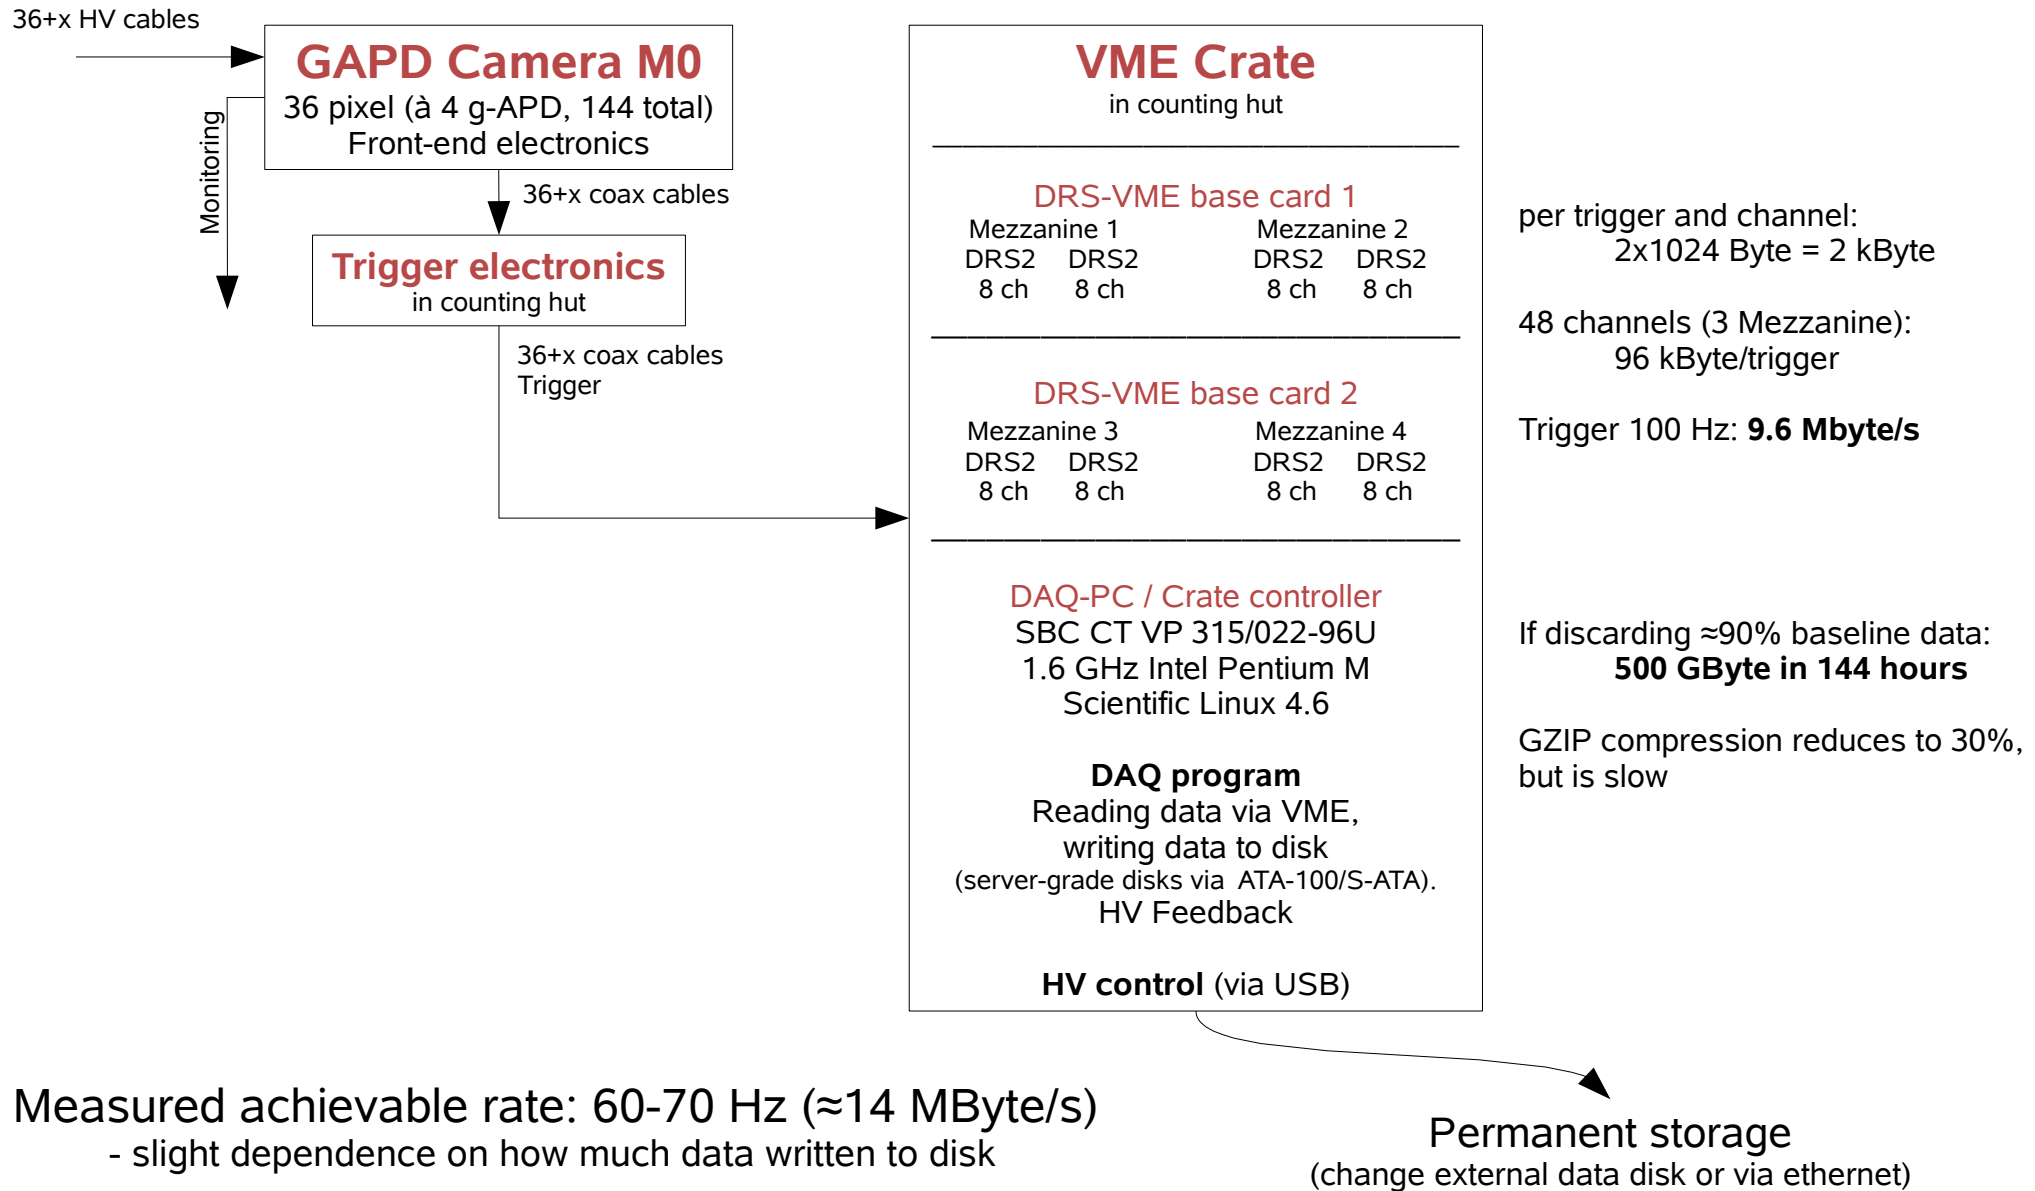 36+x HV cables
GAPD Camera M0
36 pixel (à 4 g-APD, 144 total)
Front-end electronics
Monitoring
36+x coax cables
Trigger electronics
in counting hut
36+x coax cables
Trigger
VME Crate
in counting hut
DRS-VME base card 1
Mezzanine 1 Mezzanine 2
DRS2 DRS2 DRS2 DRS2
8 ch 8 ch 8 ch 8 ch
DRS-VME base card 2
Mezzanine 3 Mezzanine 4
DRS2 DRS2 DRS2 DRS2
8 ch 8 ch 8 ch 8 ch
DAQ-PC / Crate controller
SBC CT VP 315/022-96U
1.6 GHz Intel Pentium M
Scientific Linux 4.6
DAQ program
Reading data via VME,
writing data to disk
(server-grade disks via ATA-100/S-ATA).
HV Feedback
HV control (via USB)
per trigger and channel:
2x1024 Byte = 2 kByte
48 channels (3 Mezzanine):
96 kByte/trigger
Trigger 100 Hz: 9.6 Mbyte/s
If discarding ≈90% baseline data:
500 GByte in 144 hours
GZIP compression reduces to 30%,
but is slow
Measured achievable rate: 60-70 Hz (≈14 MByte/s)
- slight dependence on how much data written to disk
Permanent storage
(change external data disk or via ethernet)